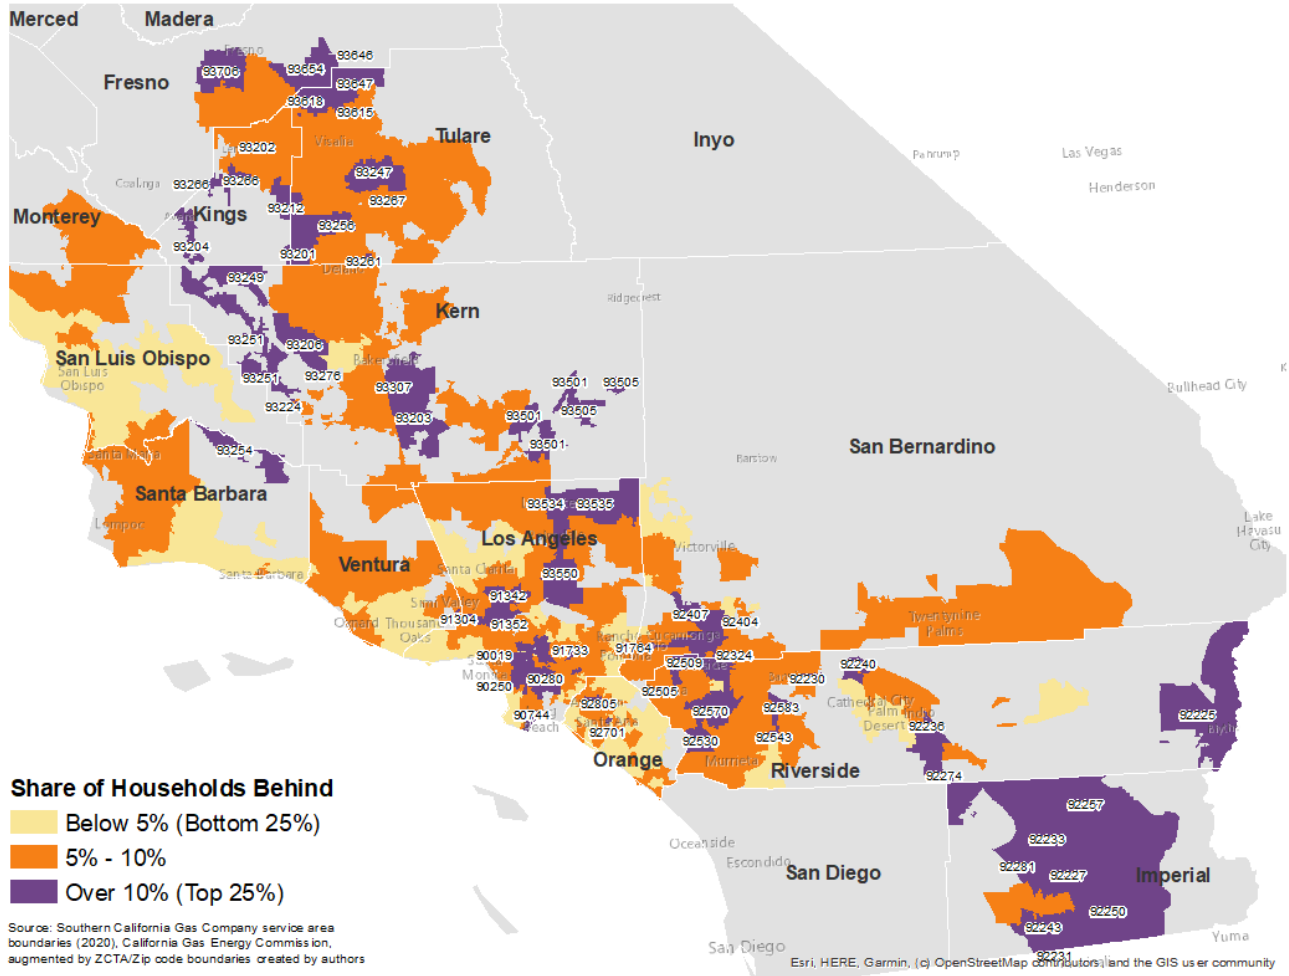 Merced
Madera
Fresno
93706
93654
93646
93647
Fresno
93618
93615
Tulare
Inyo
Pahrump
Las Vegas
Henderson
93202
Visalia
Coalinga
93266
93266
93247
93267
Monterey
Kings
93212
93204
93256
93201
93261
Delano
93249
Kern
Ridgecrest
93251
93206
Bakersfield
San Luis Obispo
San Luis
Obispo
93251
93276
93307
93501
93505
Bullhead City
93224
93203
93501
93505
93501
93254
Santa Maria
San Bernardino
Barstow
Santa Barbara
Lompoc
93534
93535
Lake
Havasu
City
Los Angeles
Victorville
Ventura
Santa Clarita
93550
Santa Barbara
91342
Simi Valley
91304
91352
92407
92404
Oxnard
Thousand
Oaks
Twentynine
Palms
Rancho Cucamonga
90019
91733
91764
92509
92324
92240
92230
90250
90280
92505
Cathedral City
Palm
Desert
Indio
90744
92805
92570
92583
92236
92225
Santa Ana
92701
92530
92543
Orange
Murrieta
Riverside
92274
Share of Households Behind
Below 5% (Bottom 25%)
5% - 10%
Over 10% (Top 25%)
92257
92233
Oceanside
Escondido
San Diego
92281
92227
Imperial
92250
92243
San Diego
92231
Yuma
Source: Southern California Gas Company service area
boundaries (2020), California Gas Energy Commission,
augmented by ZCTA/Zip code boundaries created by authors
Esri, HERE, Garmin, (c) OpenStreetMap contributors, and the GIS user community